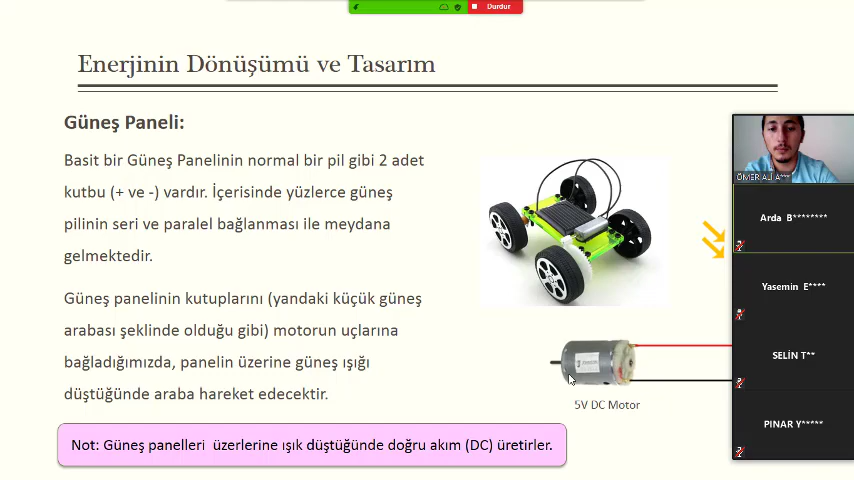 Durdur
Enerjinin Dönüşümü ve Tasarım
Güneş Paneli:
Basit bir Güneş Panelinin normal bir pil gibi 2 adet
kutbu (+ ve -) vardır. İçerisinde yüzlerce güneş
pilinin seri ve paralel bağlanması ile meydana
gelmektedir.
Güneş panelinin kutuplarını (yandaki küçük güneş
arabası şeklinde olduğu gibi) motorun uçlarına
bağladığımızda, panelin üzerine güneş ışığı
düştüğünde araba hareket edecektir.
5V DC Motor
Not: Güneş panelleri üzerlerine ışık düştüğünde doğru akım (DC) üretirler.
ÖMER ALİ A***
Arda B********
Yasemin E****
SELİN T**
PINAR Y*****